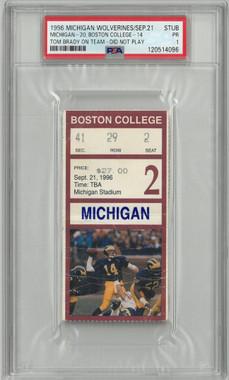 1996 MICHIGAN WOLVERINES/SEP.21 STUB
MICHIGAN - 20, BOSTON COLLEGE - 14 PR
TOM BRADY ON TEAM - DID NOT PLAY 1
PSA 120514096
BOSTON COLLEGE
41 29 2
SEC. ROW SEAT
PRICE: $27.00
Sept. 21, 1996
Time: TBA
Michigan Stadium
2
MICHIGAN
14